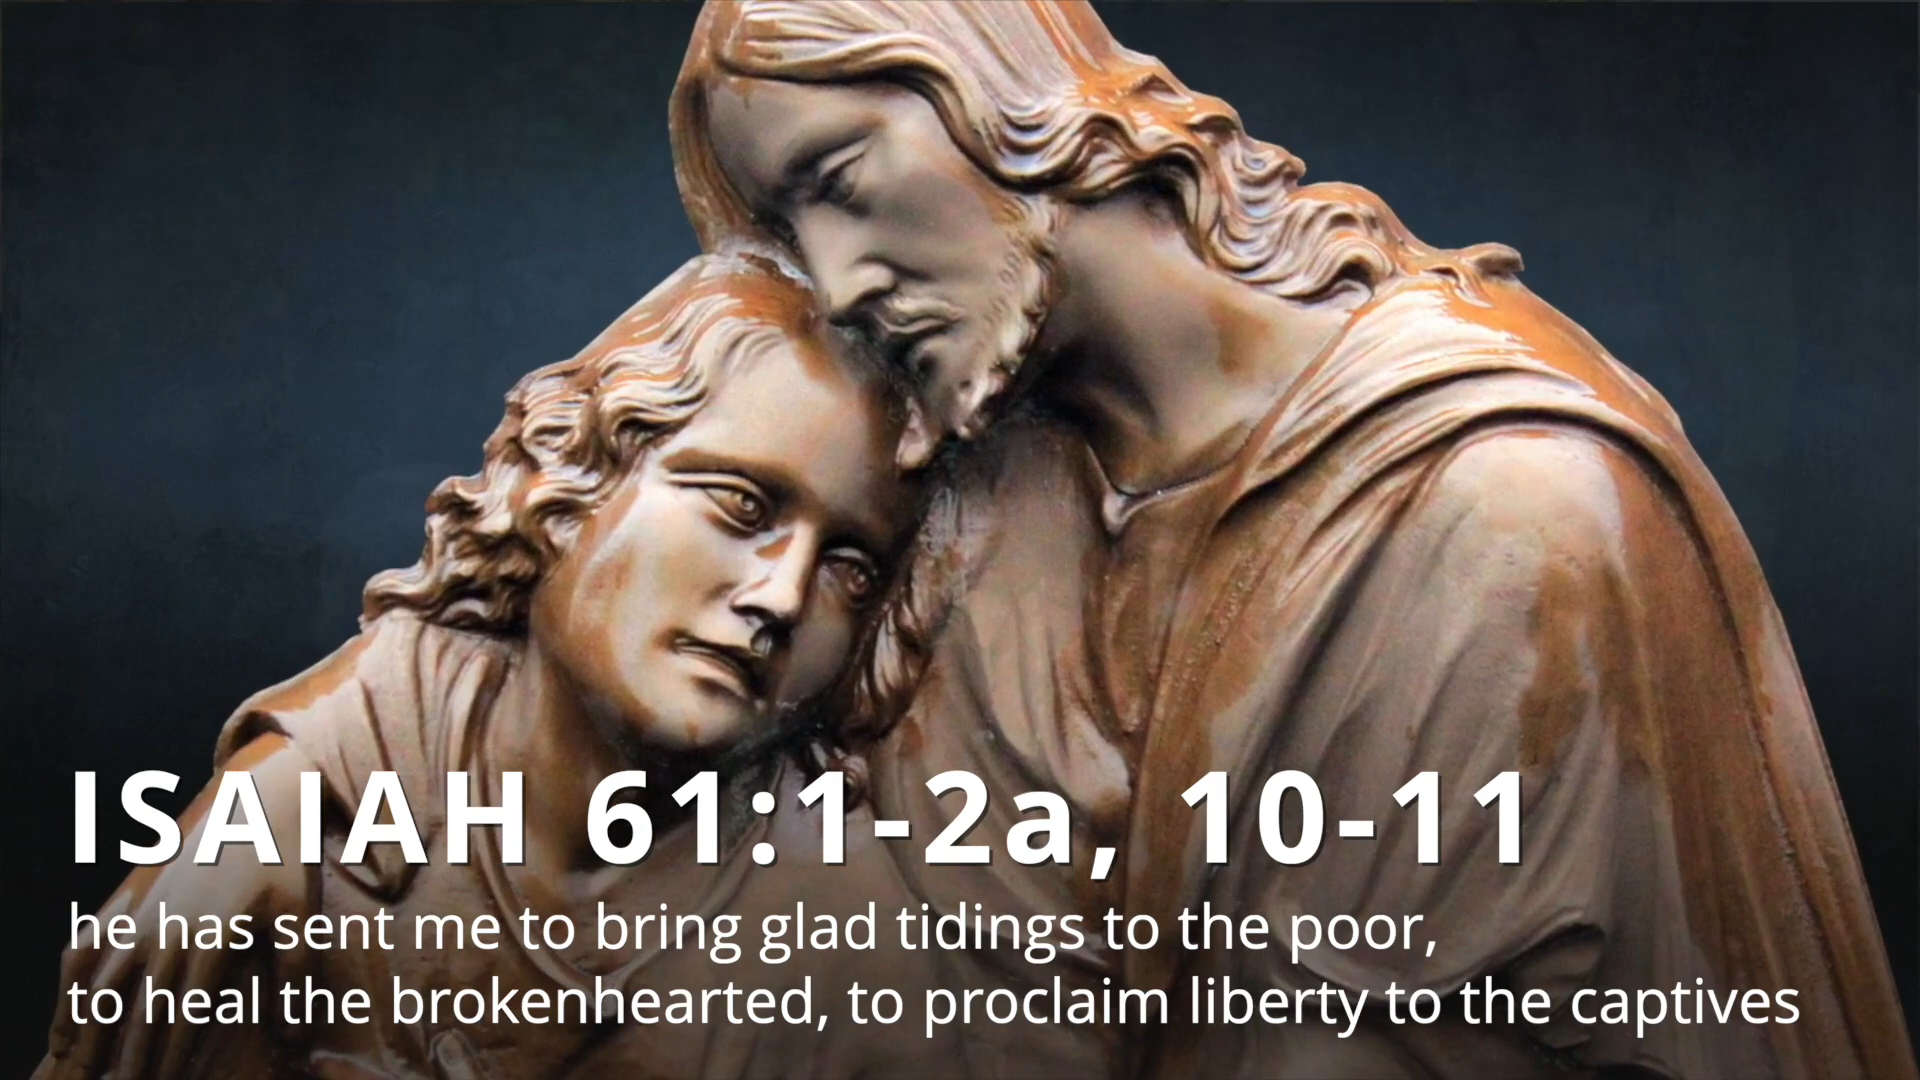 ISAIAH 61:1-2a, 10-11
he has sent me to bring glad tidings to the poor,
to heal the brokenhearted, to proclaim liberty to the captives